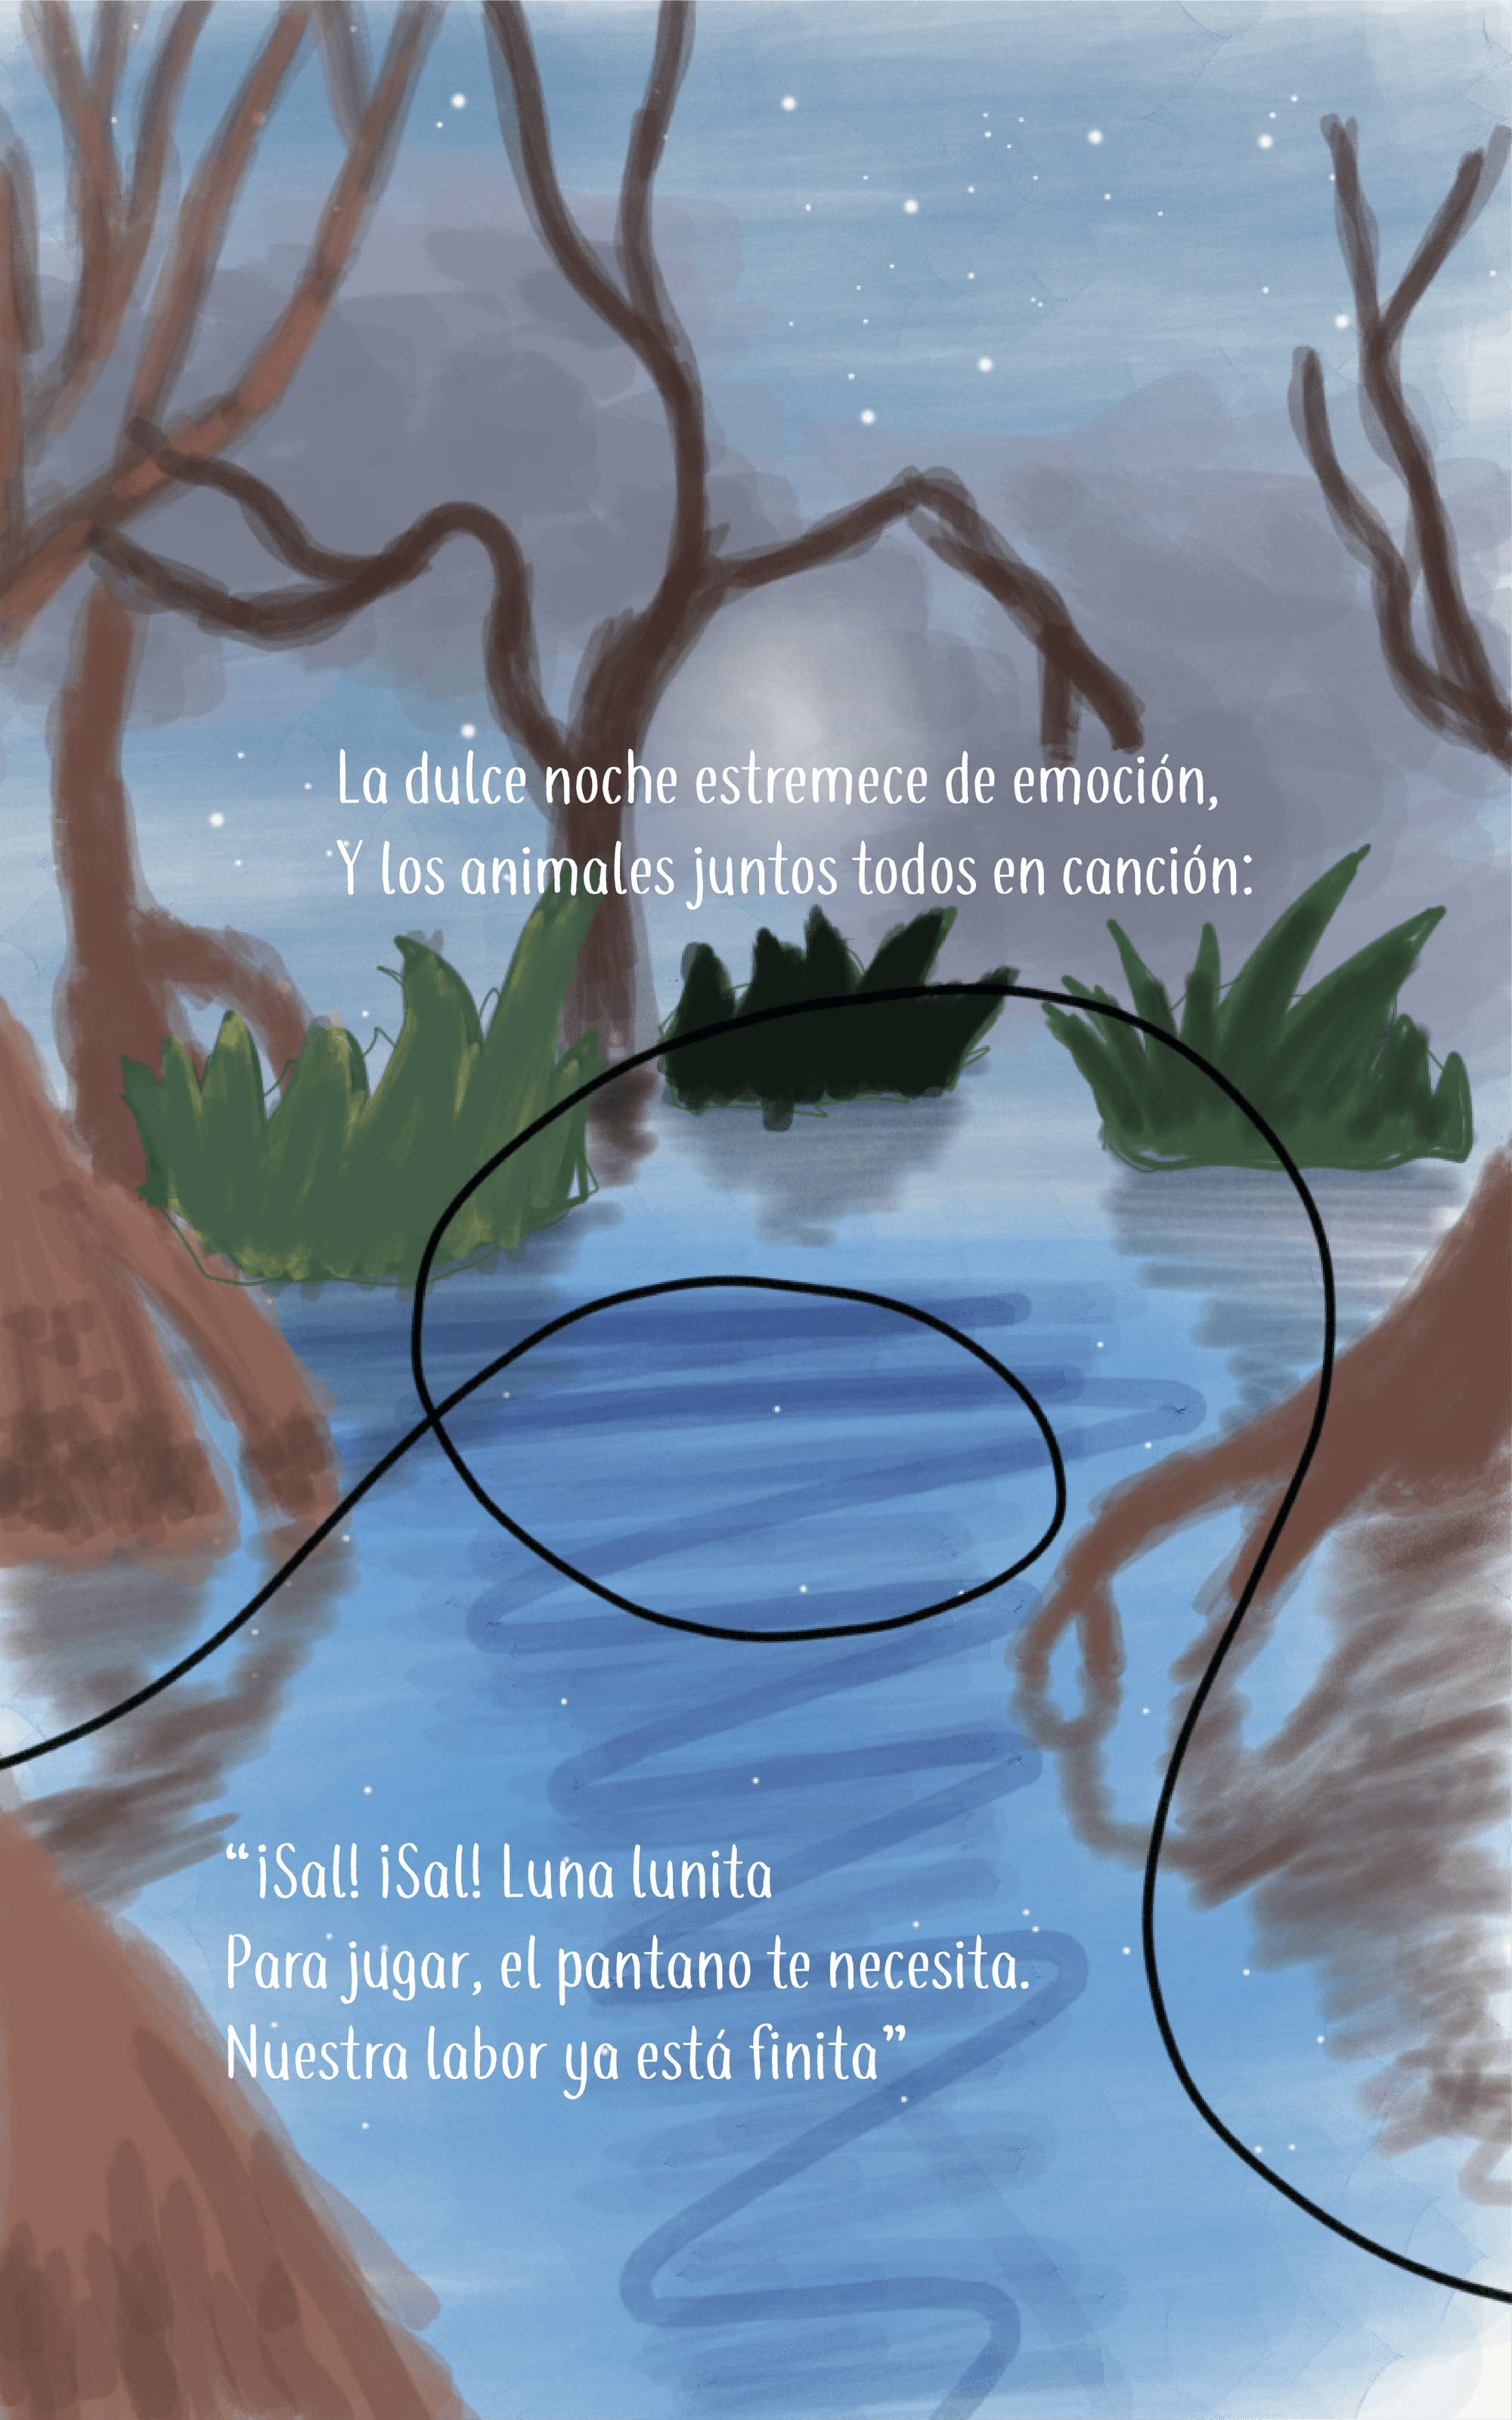 La dulce noche estremece de emoción,
Y los animales juntos todos en canción:
“¡Sal! ¡Sal! Luna lunita
Para jugar, el pantano te necesita.
Nuestra labor ya está finita”